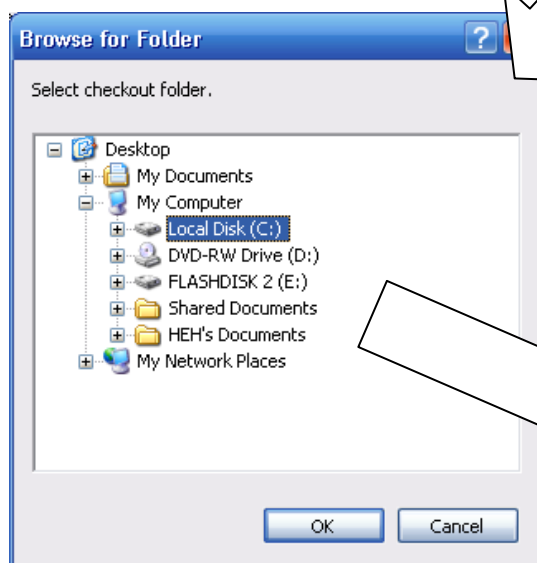 Browse for Folder ?
Select checkout folder.
Desktop
My Documents
My Computer
Local Disk (C:)
DVD-RW Drive (D:)
FLASHDISK 2 (E:)
Shared Documents
HEH's Documents
My Network Places
OK Cancel